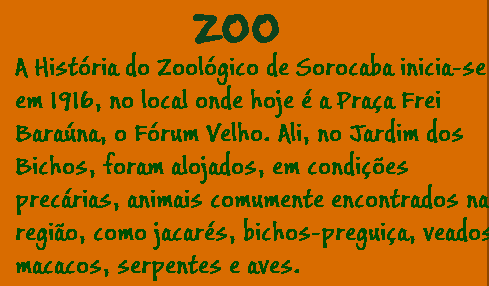 ZOO
A História do Zoológico de Sorocaba inicia-se
em 1916, no local onde hoje é a Praça Frei
Baraúna, o Fórum Velho. Ali, no Jardim dos
Bichos, foram alojados, em condições
precárias, animais comumente encontrados na
região, como jacarés, bichos-preguiça, veados
macacos, serpentes e aves.